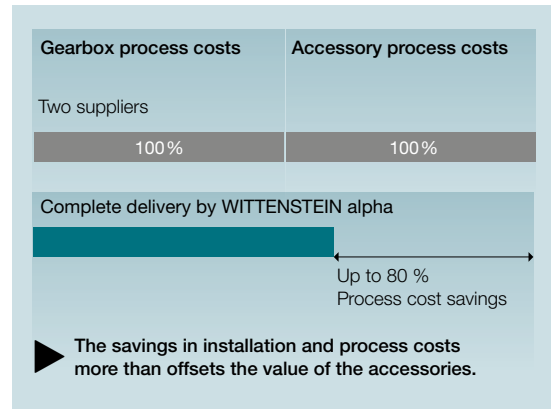 Gearbox process costs Accessory process costs
Two suppliers
100 % 100 %
Complete delivery by WITTENSTEIN alpha
Up to 80 %
Process cost savings
The savings in installation and process costs
more than offsets the value of the accessories.